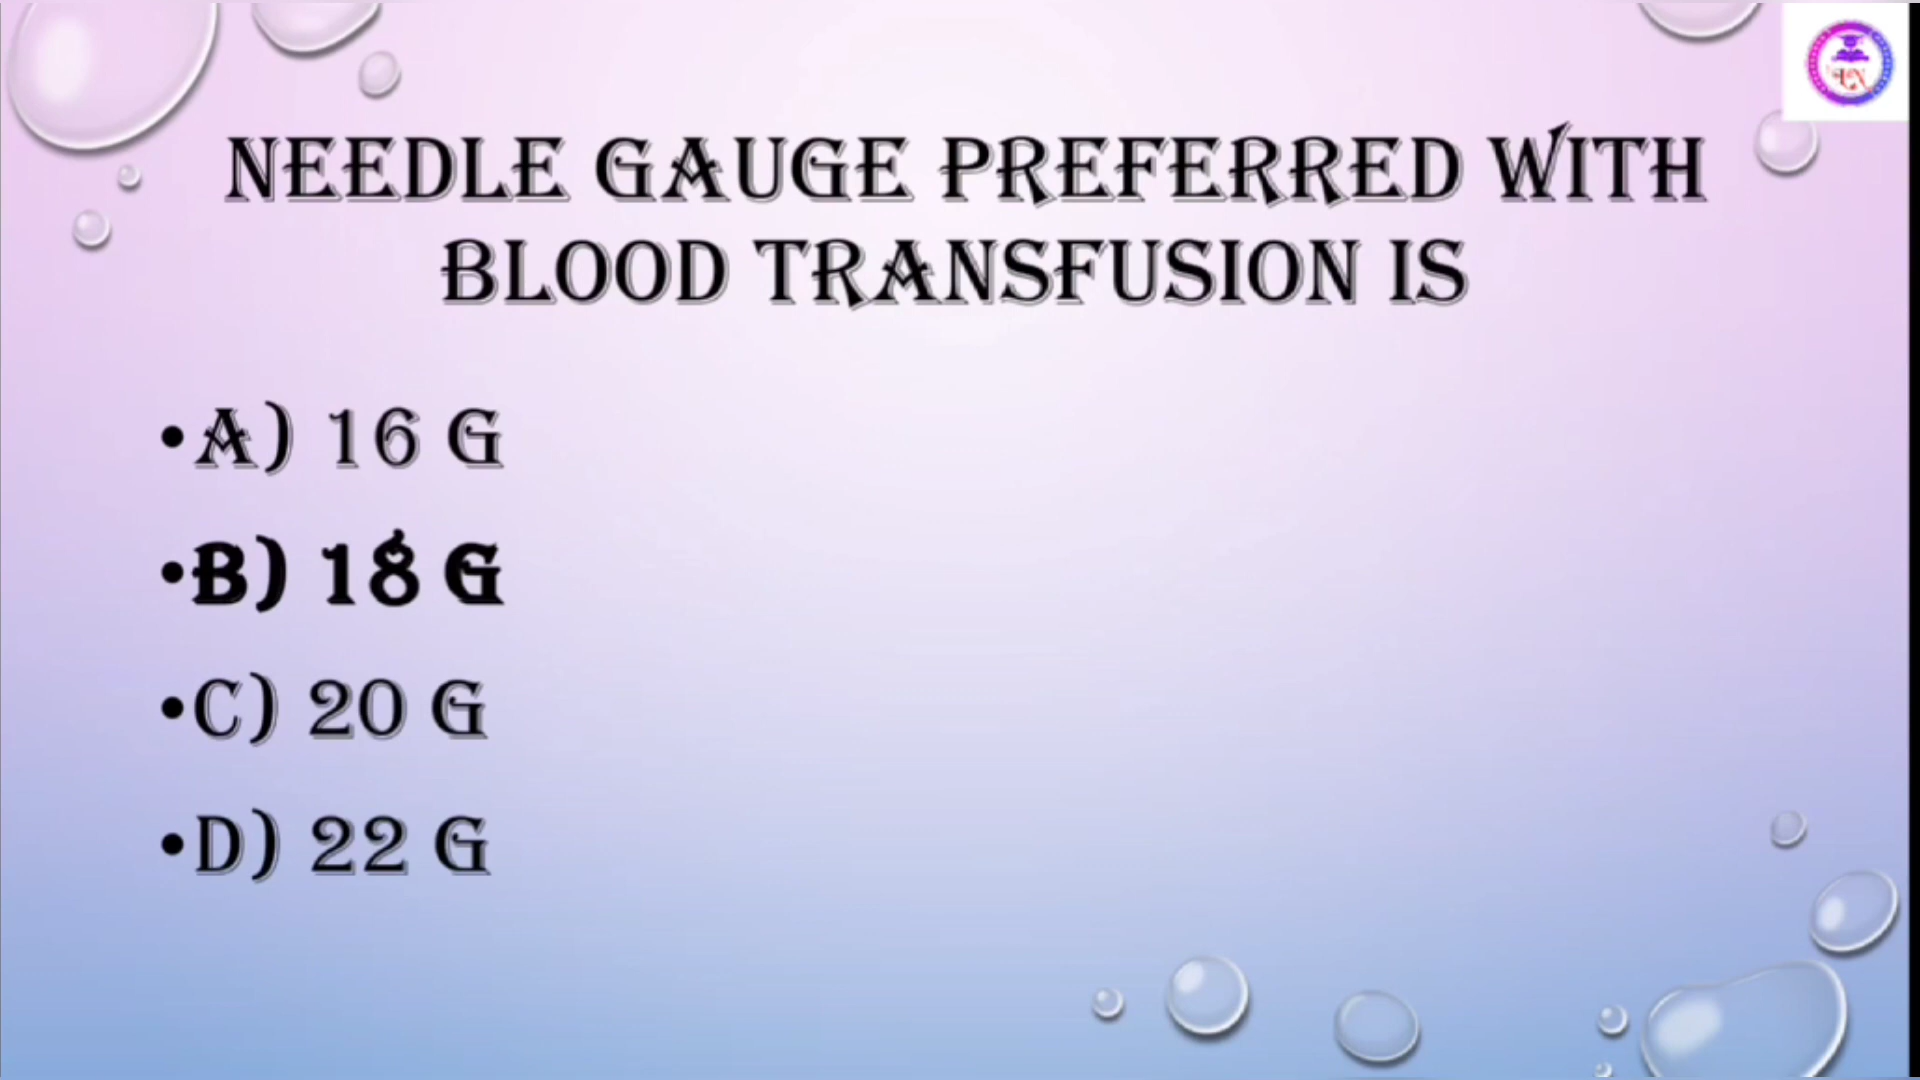 NEEDLE GAUGE PREFERRED WITH
BLOOD TRANSFUSION IS
•A) 16 G
•B) 18 G
•C) 20 G
•D) 22 G